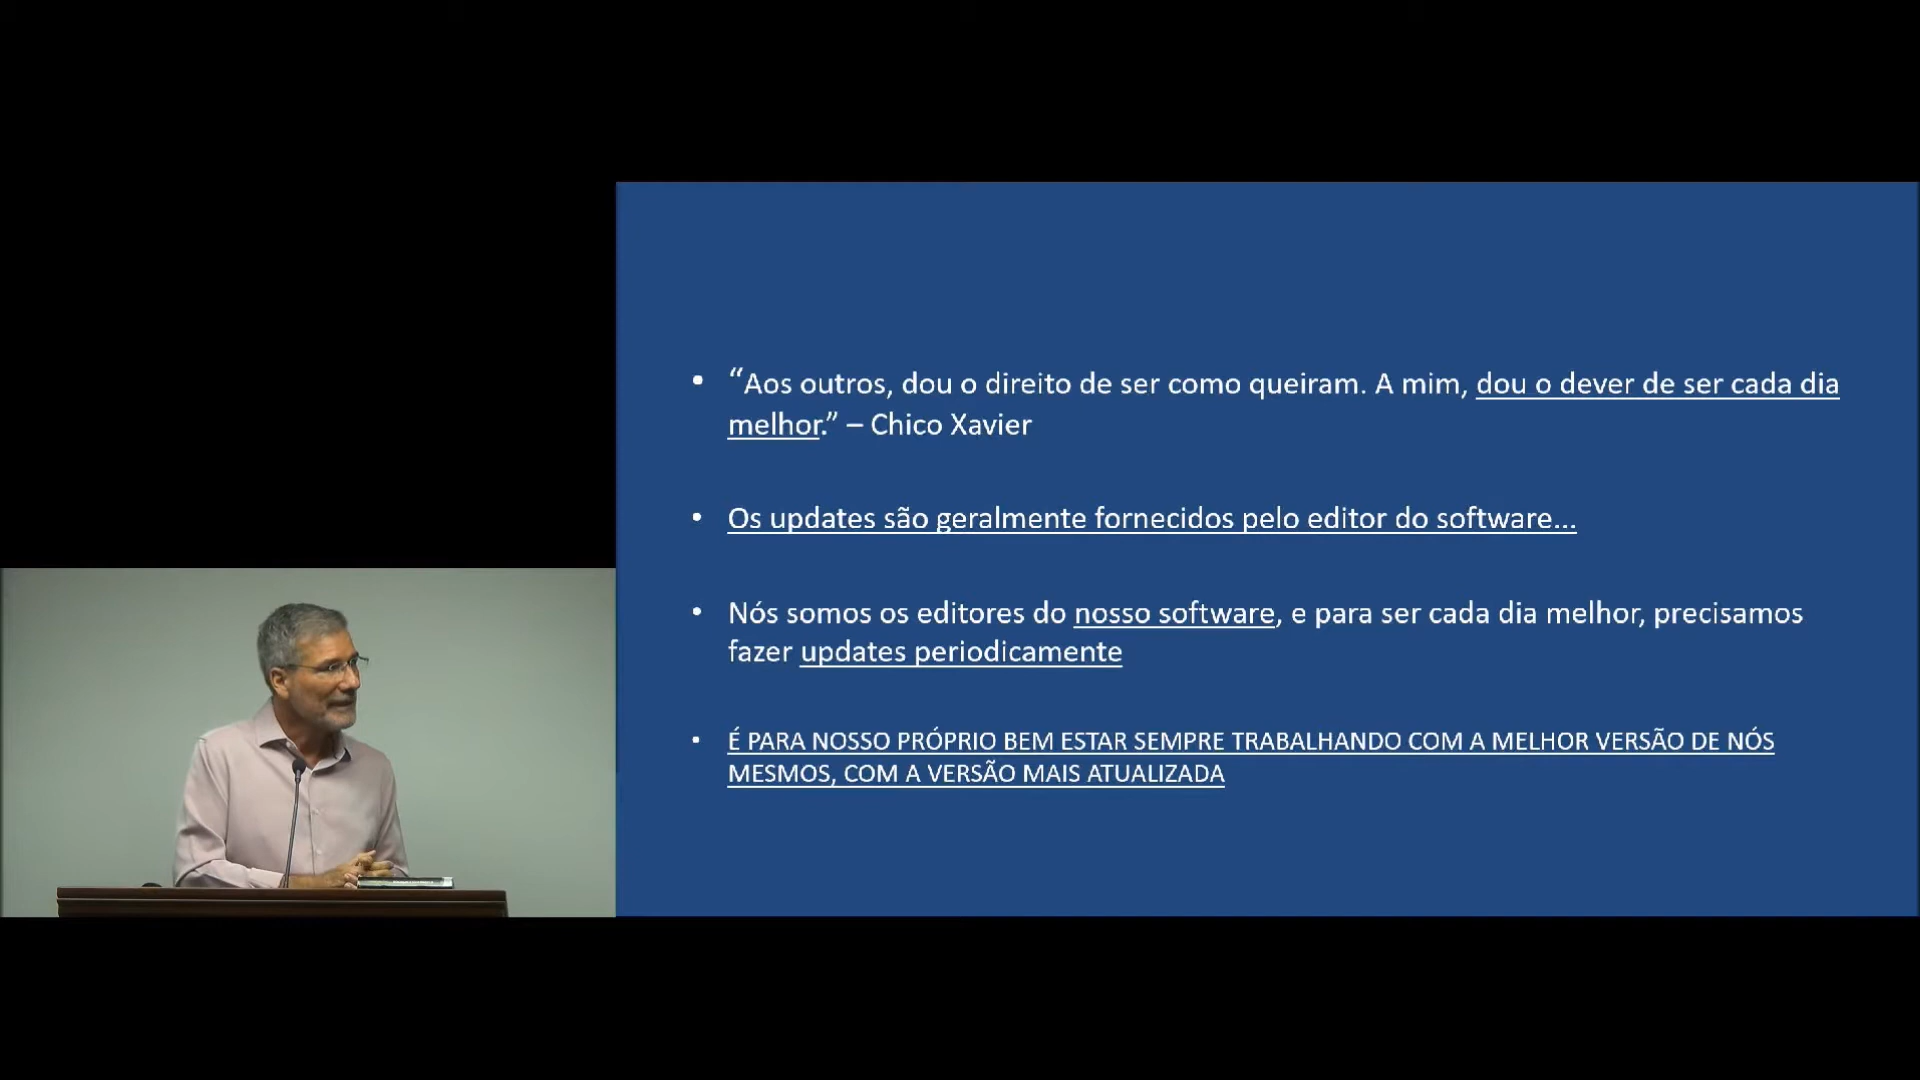 • “Aos outros, dou o direito de ser como queiram. A mim, dou o dever de ser cada dia
melhor.” – Chico Xavier
• Os updates são geralmente fornecidos pelo editor do software...
• Nós somos os editores do nosso software, e para ser cada dia melhor, precisamos
fazer updates periodicamente
• É PARA NOSSO PRÓPRIO BEM ESTAR SEMPRE TRABALHANDO COM A MELHOR VERSÃO DE NÓS
MESMOS, COM A VERSÃO MAIS ATUALIZADA